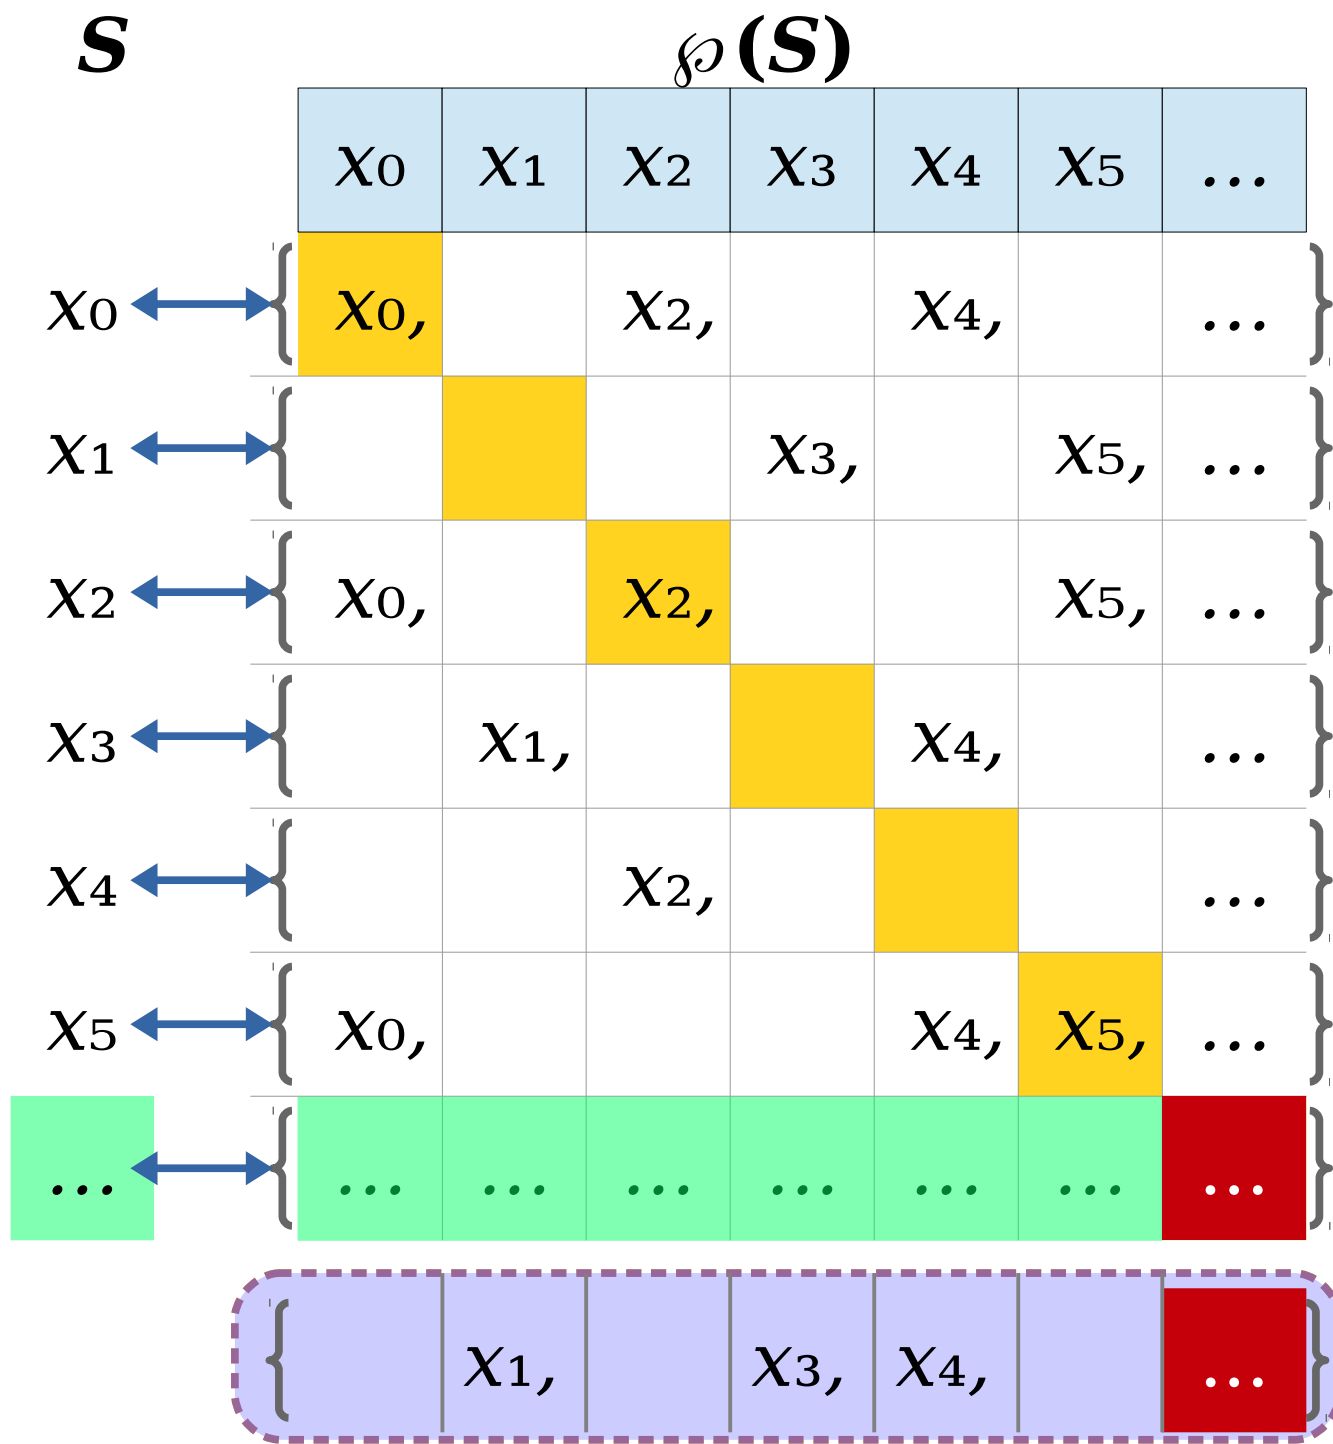 S ℘(S)
x₀ x₁ x₂ x₃ x₄ x₅ ...
x₀ { x₀, x₂, x₄, ... }
x₁ { x₃, x₅, ... }
x₂ { x₀, x₂, x₅, ... }
x₃ { x₁, x₄, ... }
x₄ { x₂, ... }
x₅ { x₀, x₄, x₅, ... }
... { ... ... ... ... ... ... ... }
{ x₁, x₃, x₄, ... }